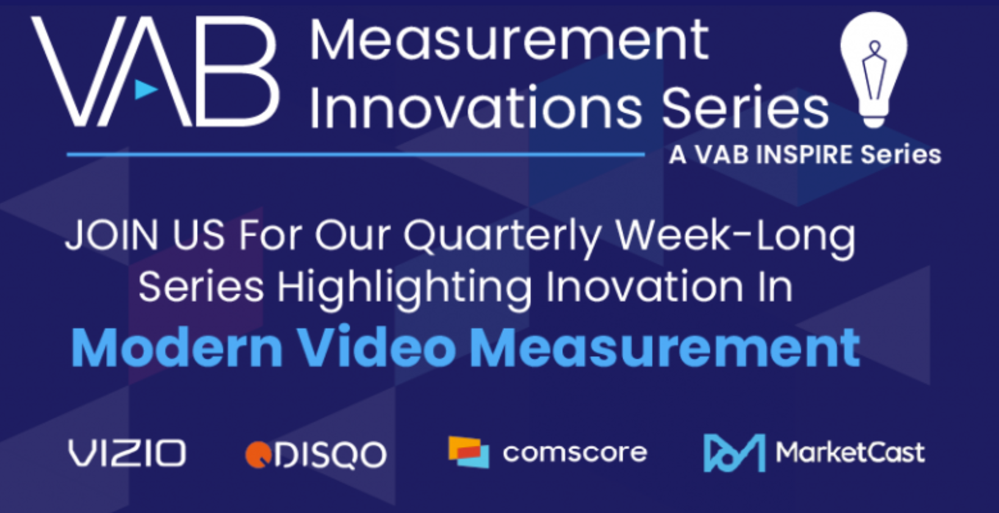 VAB
Measurement
Innovations Series
A VAB INSPIRE Series
JOIN US For Our Quarterly Week-Long
Series Highlighting Inovation In
Modern Video Measurement
VIZIO
DISQO
comscore
MarketCast